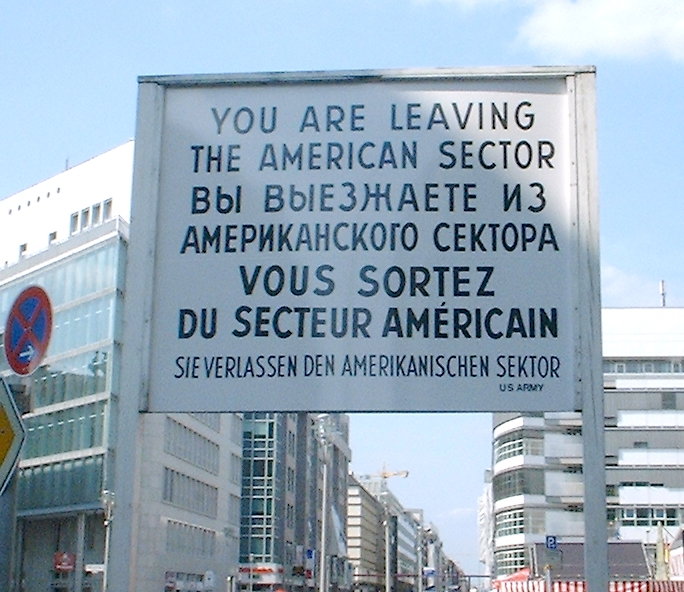 YOU ARE LEAVING
THE AMERICAN SECTOR
ВЫ ВЫЕЗЖАЕТЕ ИЗ
АМЕРИКАНСКОГО СЕКТОРА
VOUS SORTEZ
DU SECTEUR AMÉRICAIN
SIE VERLASSEN DEN AMERIKANISCHEN SEKTOR
US ARMY
P